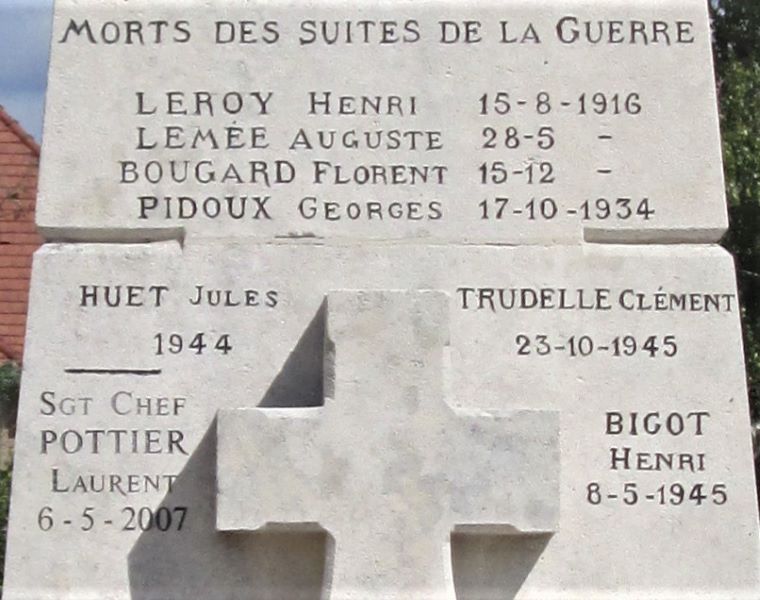 MORTS DES SUITES DE LA GUERRE
LEROY HENRI 15-8-1916
LEMÉE AUGUSTE 28-5 -
BOUGARD FLORENT 15-12 -
PIDOUX GEORGES 17-10-1934
HUET JULES
1944
SGT CHEF
POTTIER
LAURENT
6-5-2007
TRUDELLE CLÉMENT
23-10-1945
BIGOT
HENRI
8-5-1945